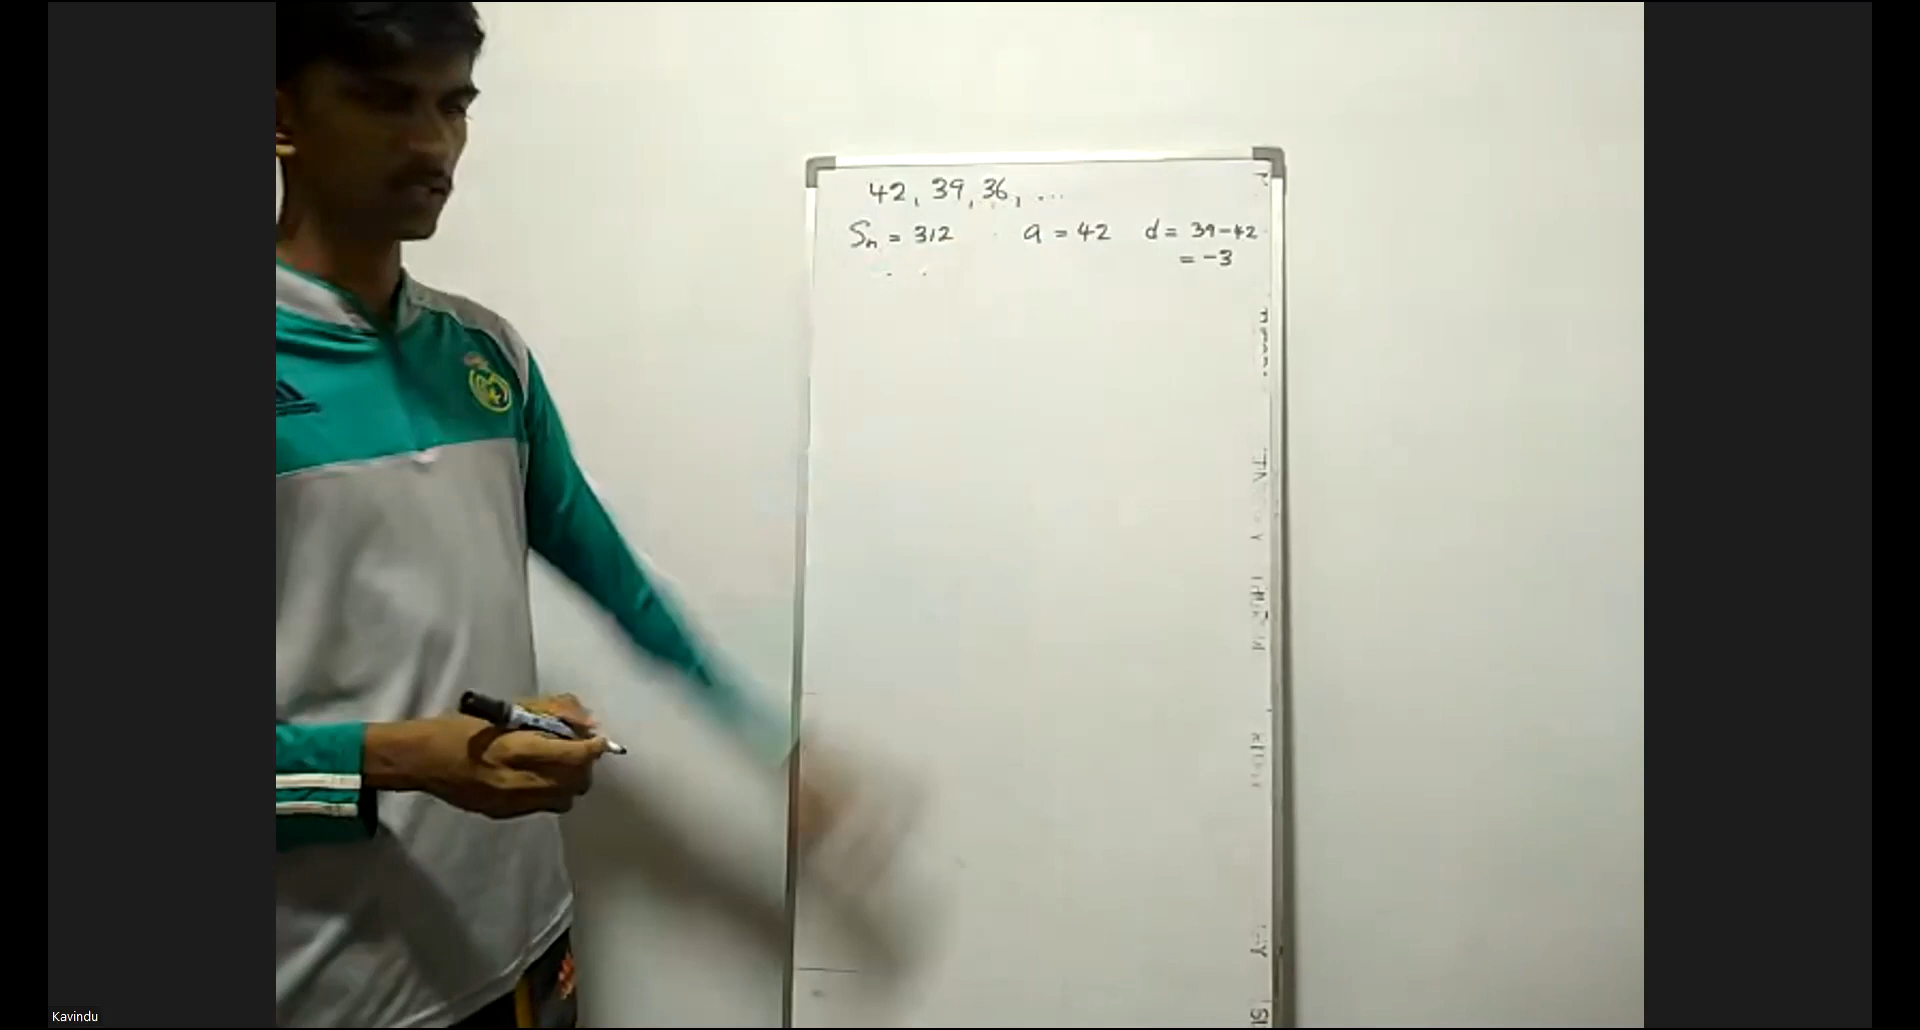 42, 39, 36, ...
Sn = 312 a = 42 d = 39-42
= -3
Kavindu